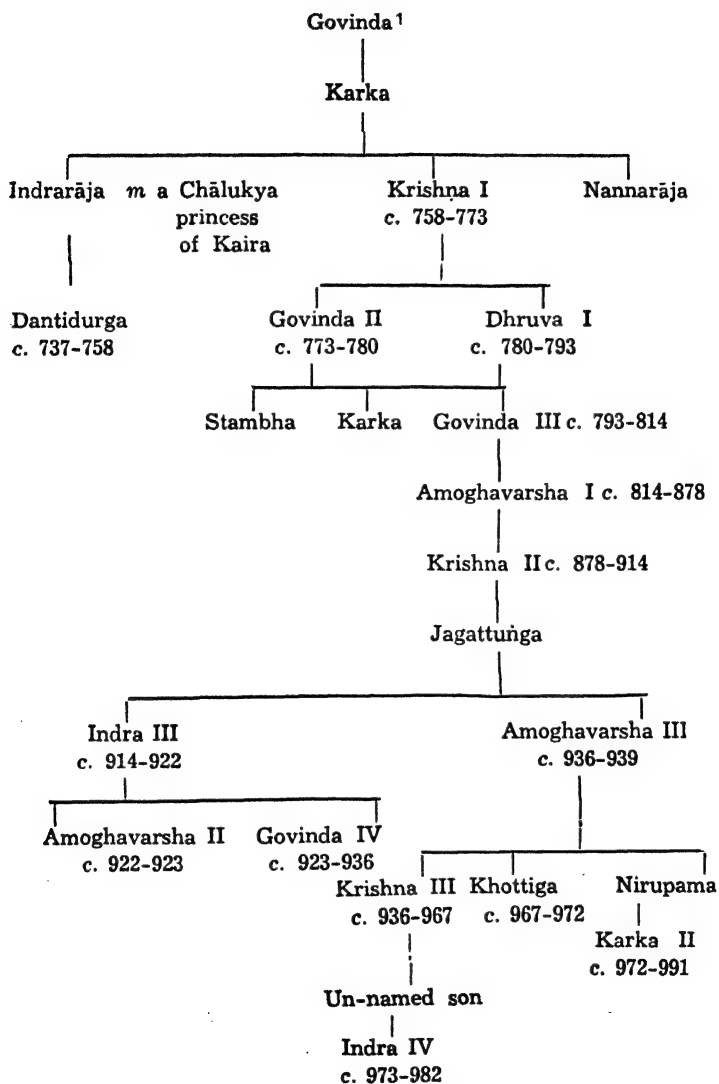 Govinda¹
Karka
Indrarāja m a Chālukya Krishṇa I Nannarāja
princess c. 758-773
of Kaira
Dantidurga Govinda II Dhruva I
c. 737-758 c. 773-780 c. 780-793
Stambha Karka Govinda III c. 793-814
Amoghavarsha I c. 814-878
Krishna II c. 878-914
Jagattuṅga
Indra III Amoghavarsha III
c. 914-922 c. 936-939
Amoghavarsha II Govinda IV
c. 922-923 c. 923-936
Krishna III Khottiga Nirupama
c. 936-967 c. 967-972
Karka II
c. 972-991
Un-named son
Indra IV
c. 973-982